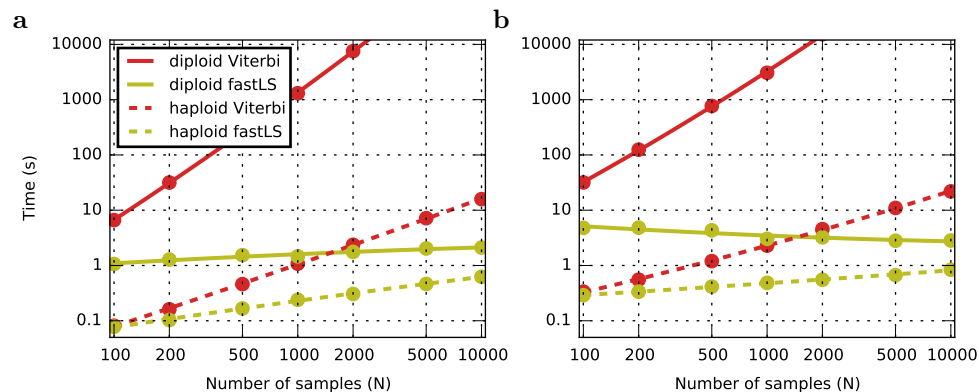 a
b
10000
1000
100
10
1
0.1
Time (s)
diploid Viterbi
diploid fastLS
haploid Viterbi
haploid fastLS
100 200 500 1000 2000 5000 10000
Number of samples (N)
10000
1000
100
10
1
0.1
100 200 500 1000 2000 5000 10000
Number of samples (N)